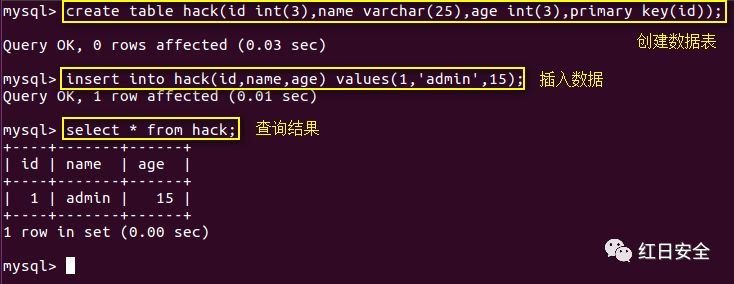 mysql> create table hack(id int(3),name varchar(25),age int(3),primary key(id));
Query OK, 0 rows affected (0.03 sec)
创建数据表
mysql> insert into hack(id,name,age) values(1,'admin',15);
插入数据
Query OK, 1 row affected (0.01 sec)
mysql> select * from hack;
查询结果
+----+-------+------+
| id | name  | age  |
+----+-------+------+
|  1 | admin |   15 |
+----+-------+------+
1 row in set (0.00 sec)
红日安全
mysql>